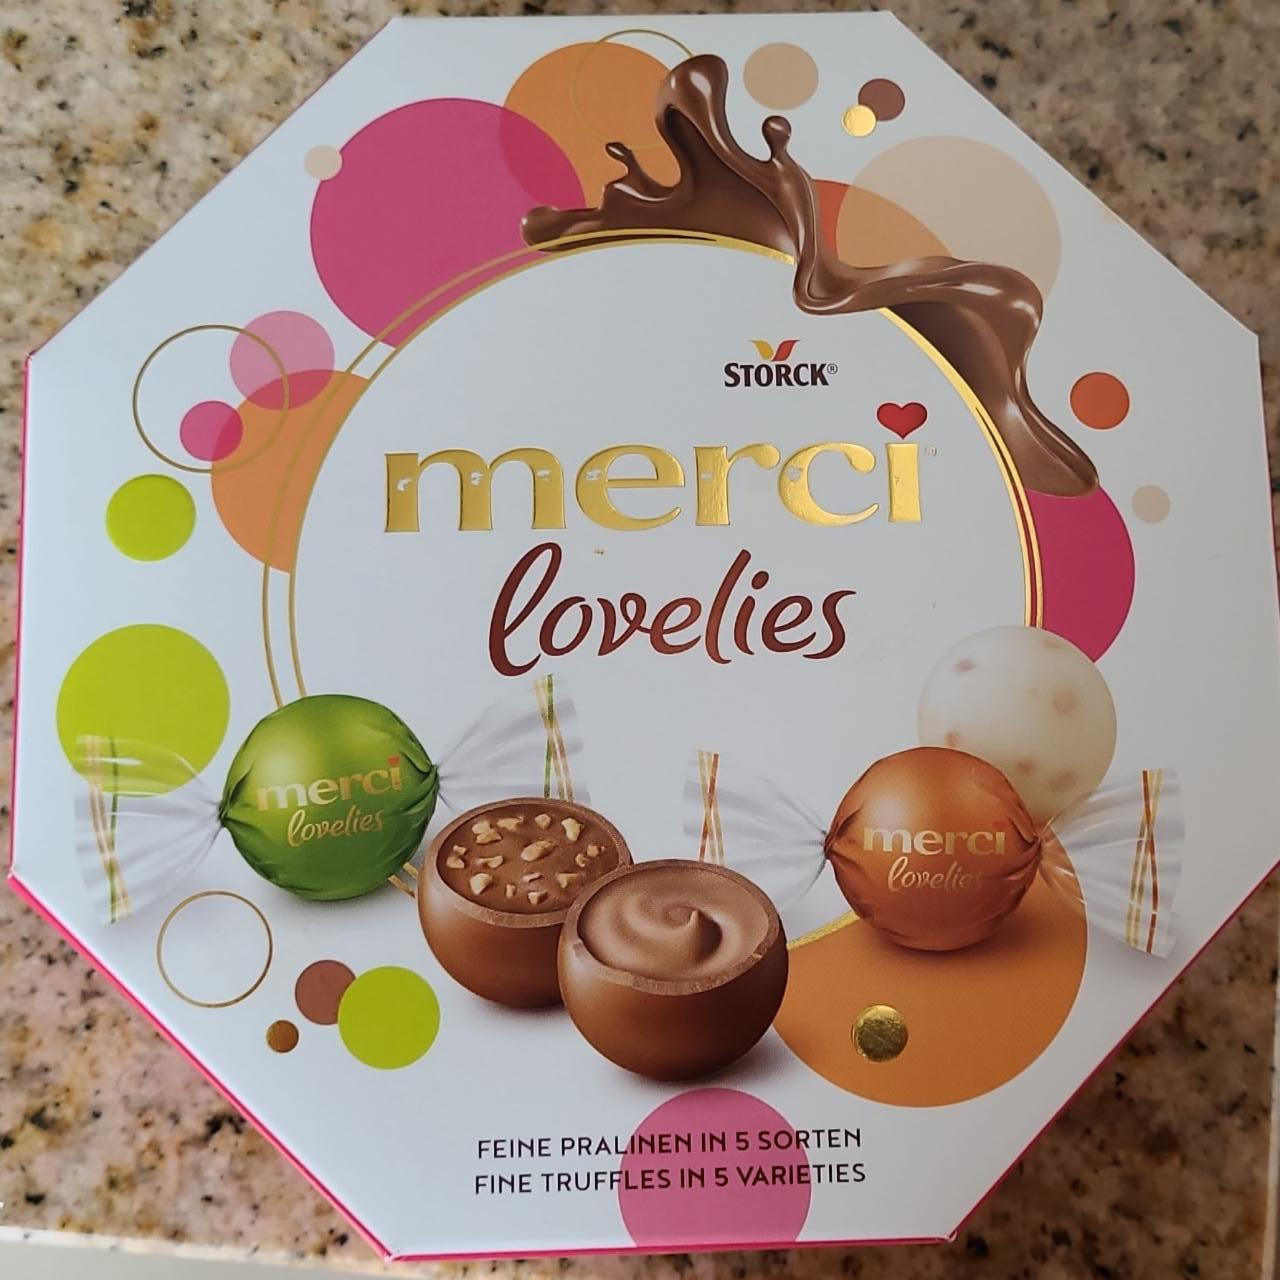 STORCK®
merci®
lovelies
merci
lovelies
merci
lovelies
FEINE PRALINEN IN 5 SORTEN
FINE TRUFFLES IN 5 VARIETIES